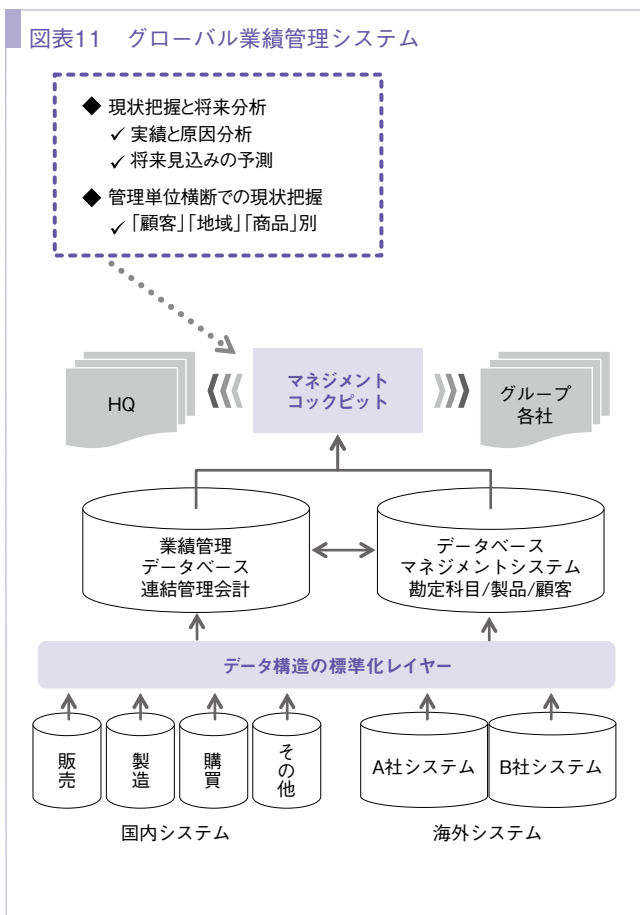 図表11 グローバル業績管理システム
◆ 現状把握と将来分析
✓ 実績と原因分析
✓ 将来見込みの予測
◆ 管理単位横断での現状把握
✓ 「顧客」「地域」「商品」別
HQ
マネジメント
コックピット
グループ
各社
業績管理
データベース
連結管理会計
データベース
マネジメントシステム
勘定科目/製品/顧客
データ構造の標準化レイヤー
販売
製造
購買
その他
A社システム
B社システム
国内システム
海外システム